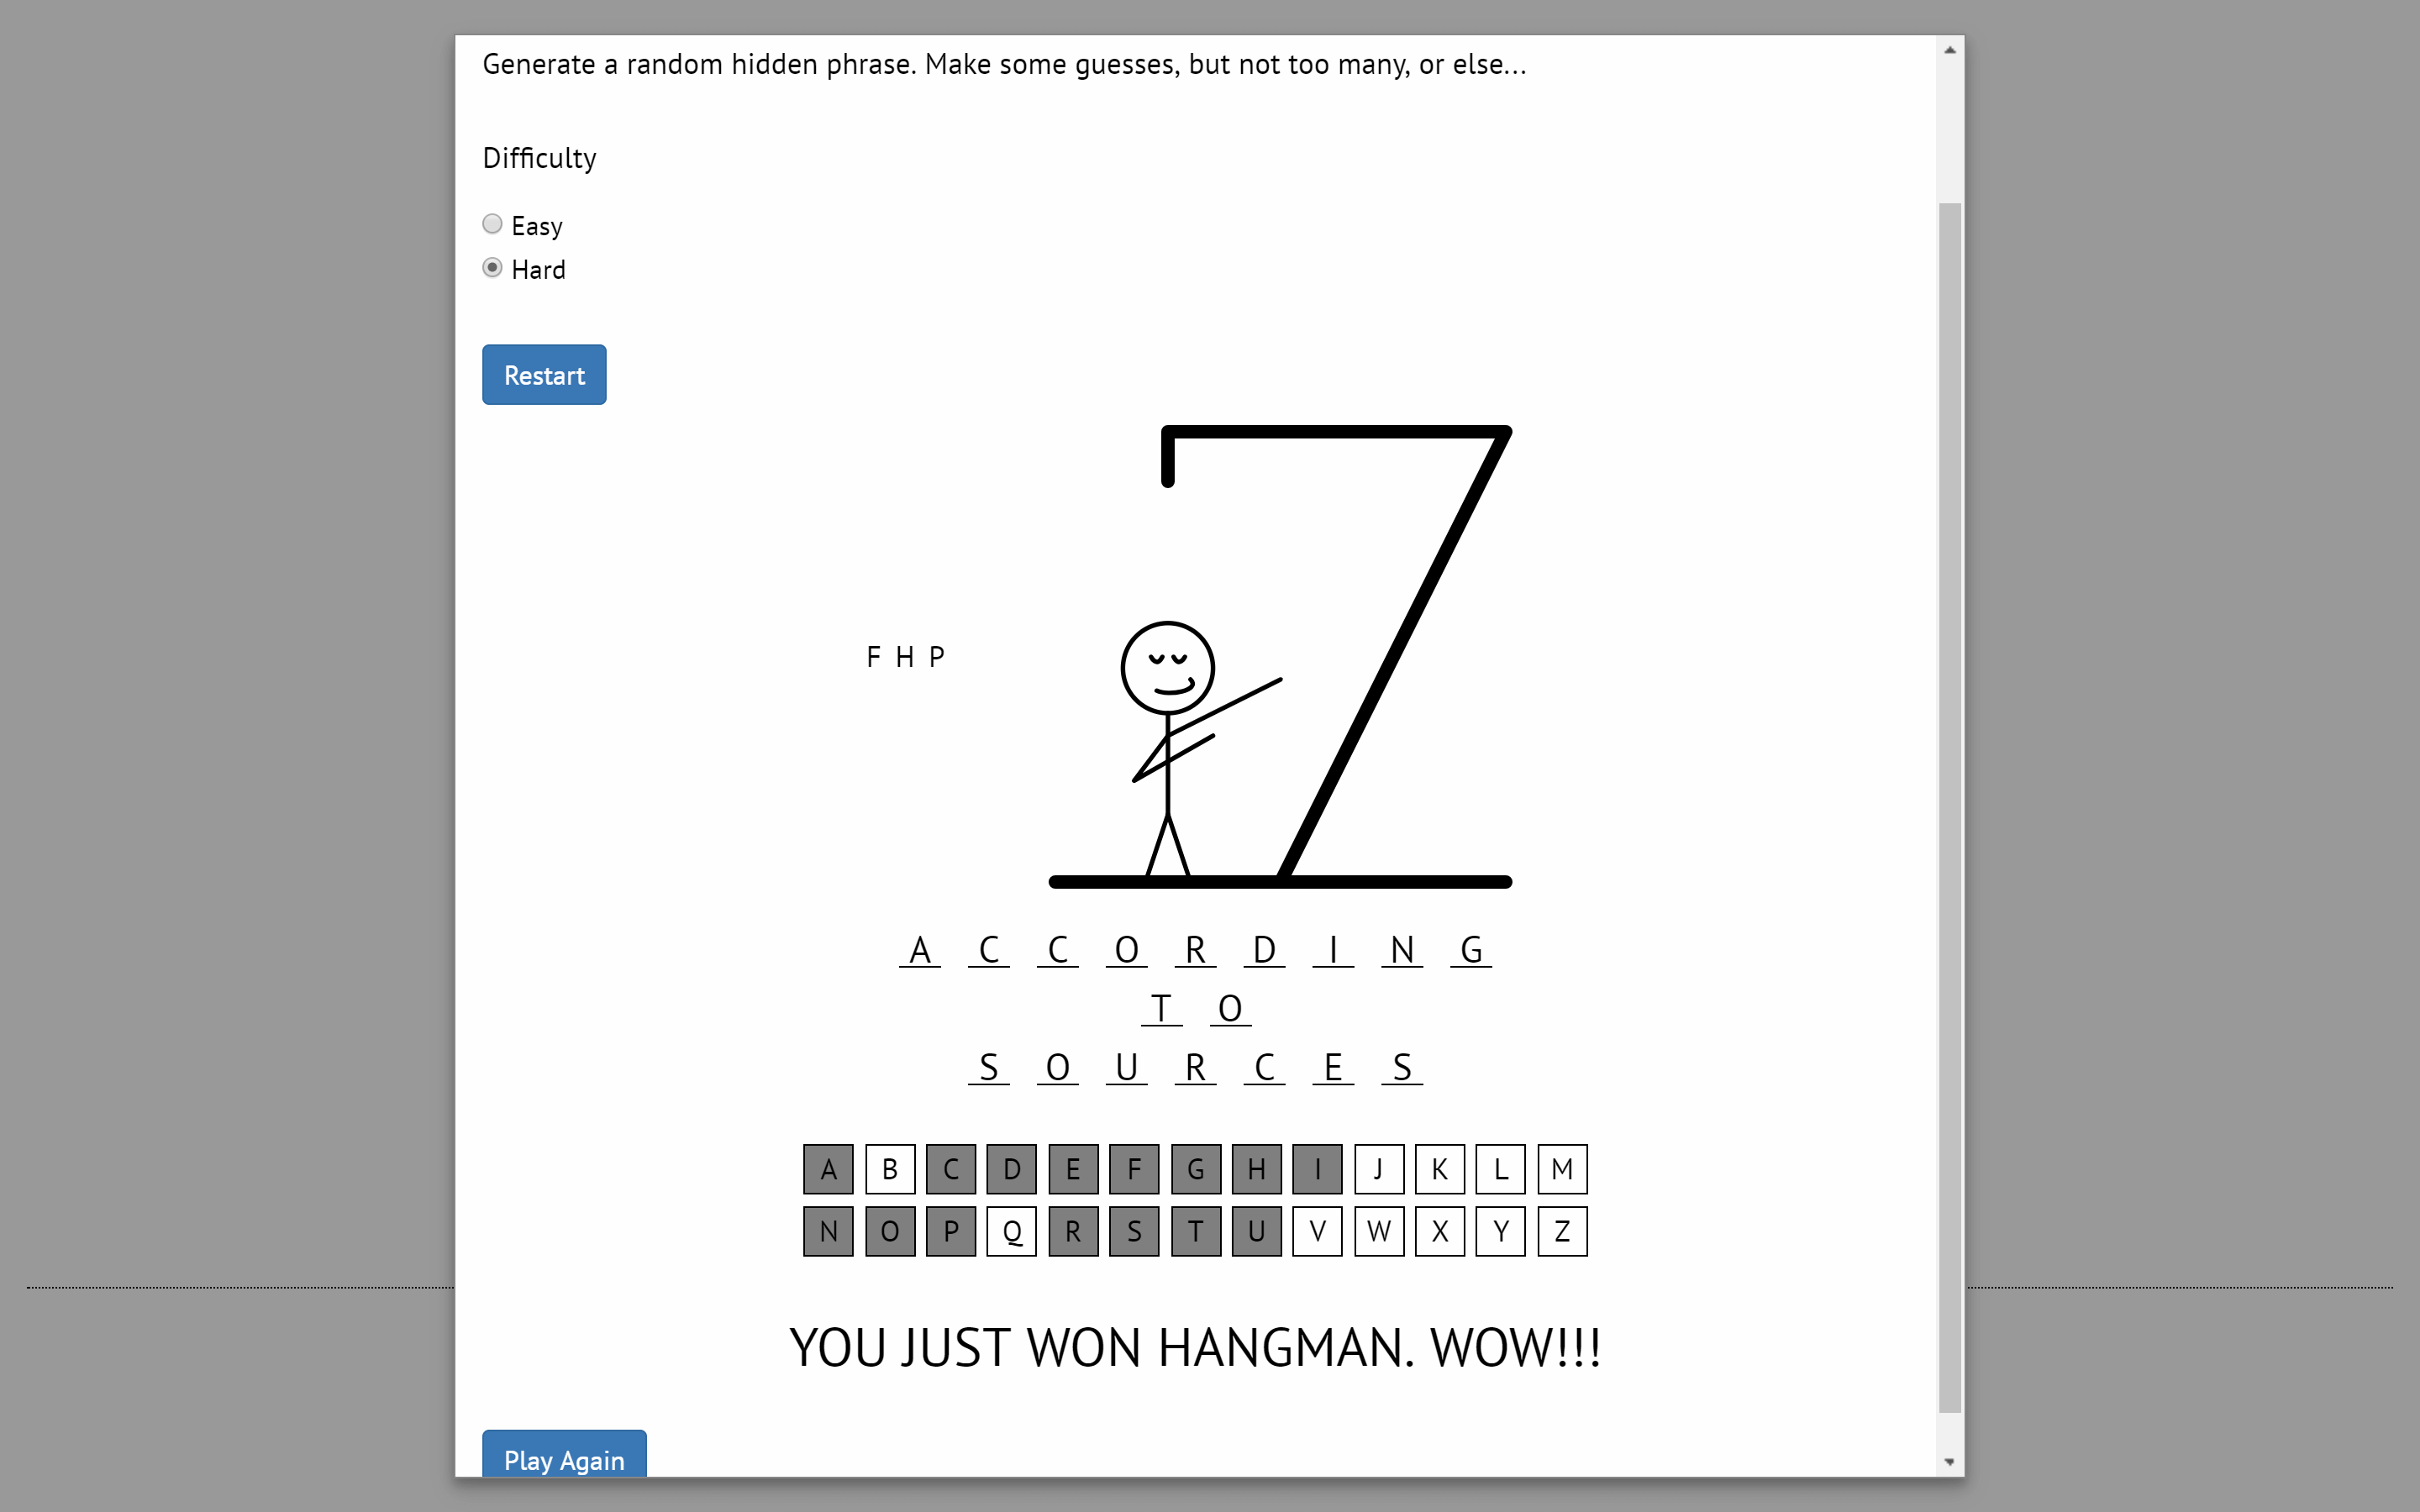 Generate a random hidden phrase. Make some guesses, but not too many, or else...
Difficulty
Easy
Hard
Restart
F H P
A C C O R D I N G
T O
S O U R C E S
A B C D E F G H I J K L M
N O P Q R S T U V W X Y Z
YOU JUST WON HANGMAN. WOW!!!
Play Again